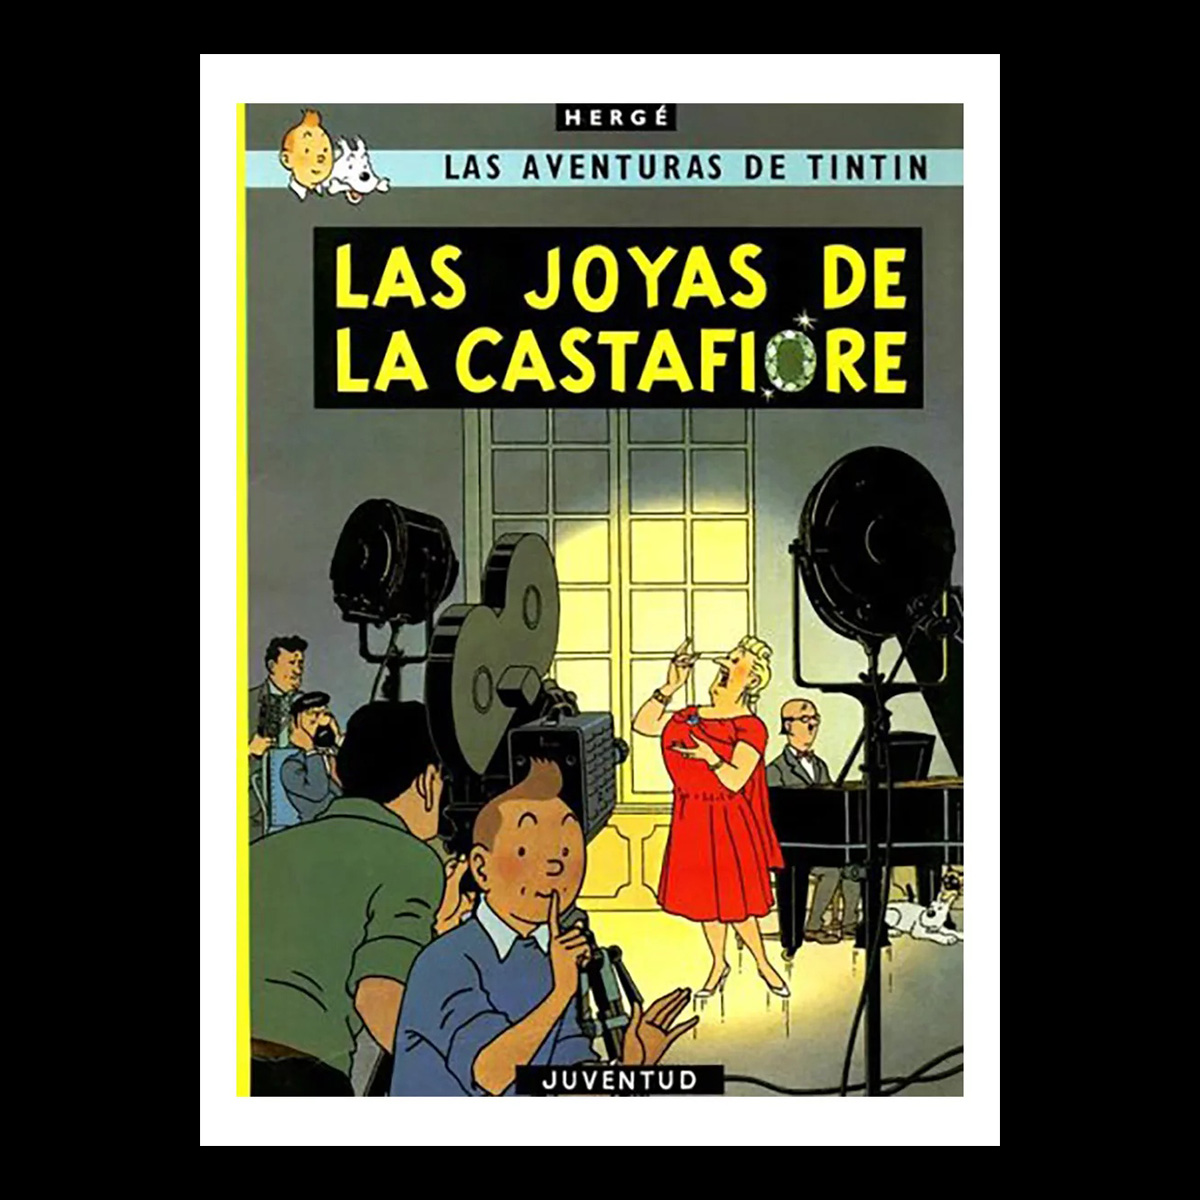 HERGÉ
LAS AVENTURAS DE TINTIN
LAS JOYAS DE
LA CASTAFIORE
JUVENTUD